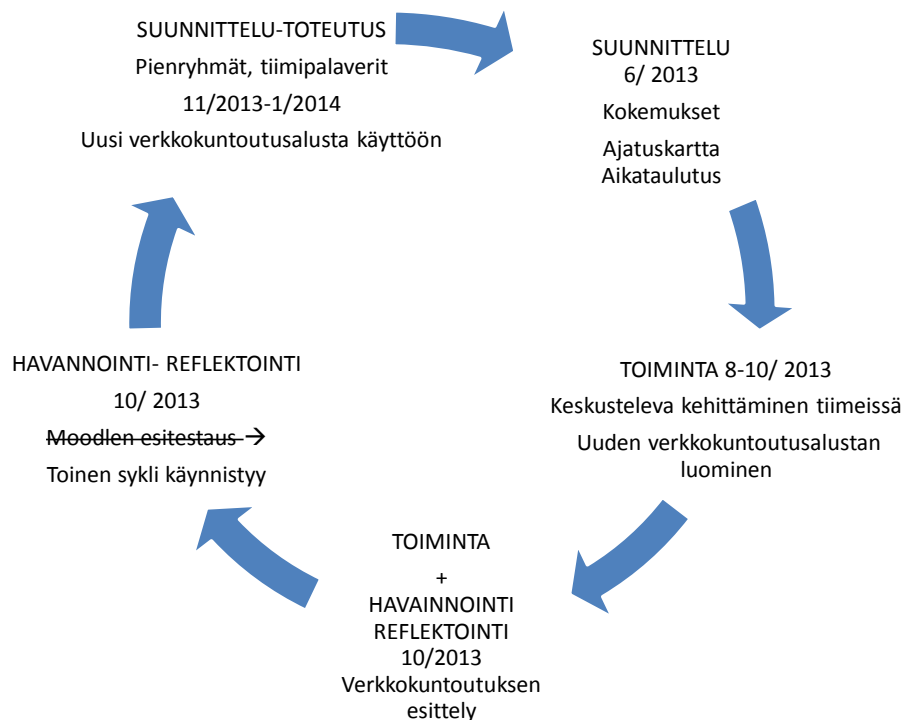 SUUNNITTELU-TOTEUTUS
Pienryhmät, tiimipalaverit
11/2013-1/2014
Uusi verkkokuntoutusalusta käyttöön
SUUNNITTELU
6/ 2013
Kokemukset
Ajatuskartta
Aikataulutus
TOIMINTA 8-10/ 2013
Keskusteleva kehittäminen tiimeissä
Uuden verkkokuntoutusalustan
luominen
TOIMINTA
+
HAVAINNOINTI
REFLEKTOINTI
10/2013
Verkkokuntoutuksen
esittely
HAVANNOINTI- REFLEKTOINTI
10/ 2013
Moodlen esitestaus →
Toinen sykli käynnistyy